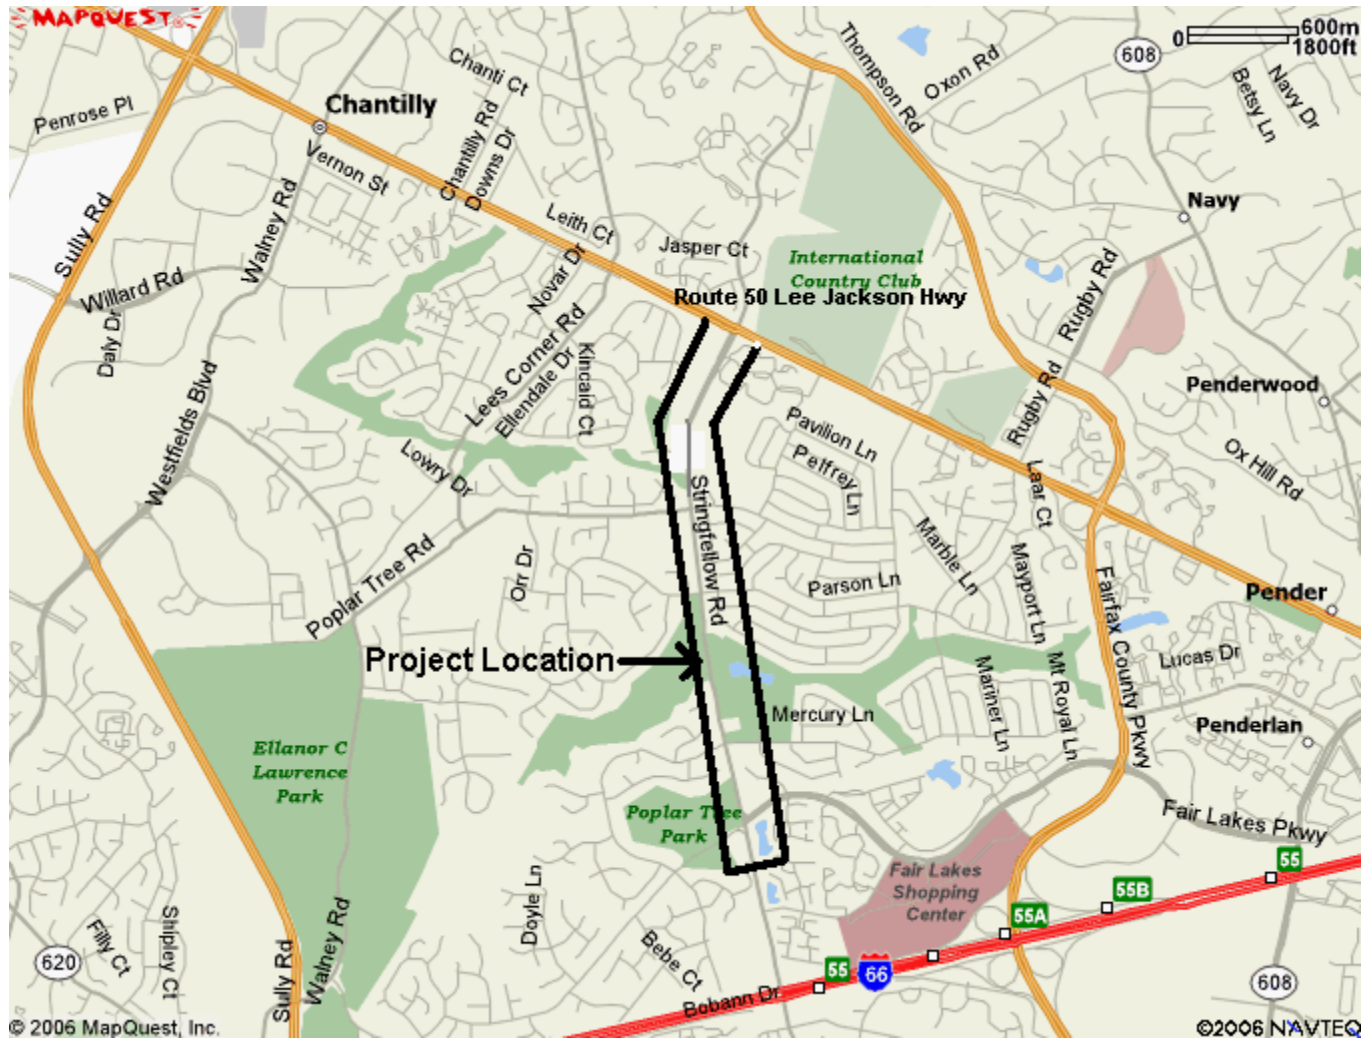 MAPQUEST
600m
0
1800ft
608
Thompson Rd
Oxon Rd
Betsy Ln
Navy Dr
Chanti Ct
Penrose Pl
Chantilly
Chantilly Rd
Downs Dr
Vernon St
Sully Rd
Walney Rd
Leith Ct
Jasper Ct
International
Country Club
Navy
Route 50 Lee Jackson Hwy
Rugby Rd
Willard Rd
Daly Dr
Novar Dr
Lees Corner Rd
Ellendale Dr
Kincaid Ct
Westfields Blvd
Lowry Dr
Penderwood
Rugby Rd
Pavilion Ln
Peffrey Ln
Ox Hill Rd
Laar Ct
Stringfellow Rd
Marble Ln
Mayport Ln
Poplar Tree Rd
Orr Dr
Parson Ln
Fairfax County Pkwy
Pender
Project Location
Lucas Dr
Mt Royal Ln
Mariner Ln
Mercury Ln
Penderlan
Ellanor C
Lawrence
Park
Poplar Tree
Park
Fair Lakes Pkwy
Fair Lakes
Shopping
Center
55
55B
55A
55
66
Doyle Ln
Bebe Ct
Bobann Dr
Filly Ct
Shipley Ct
620
Sully Rd
Walney Rd
608
© 2006 MapQuest, Inc.
©2006 NAVTEQ